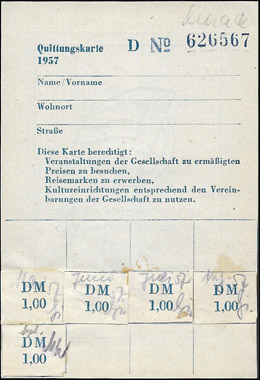 Quittungskarte D № 626567
1957
Name/Vorname
Wohnort
Straße
Diese Karte berechtigt:
Veranstaltungen der Gesellschaft zu ermäßigten
Preisen zu besuchen,
Reisemarken zu erwerben,
Kultureinrichtungen entsprechend den Verein-
barungen der Gesellschaft zu nutzen.
DM DM DM DM
1,00 1,00 1,00 1,00
DM
1,00